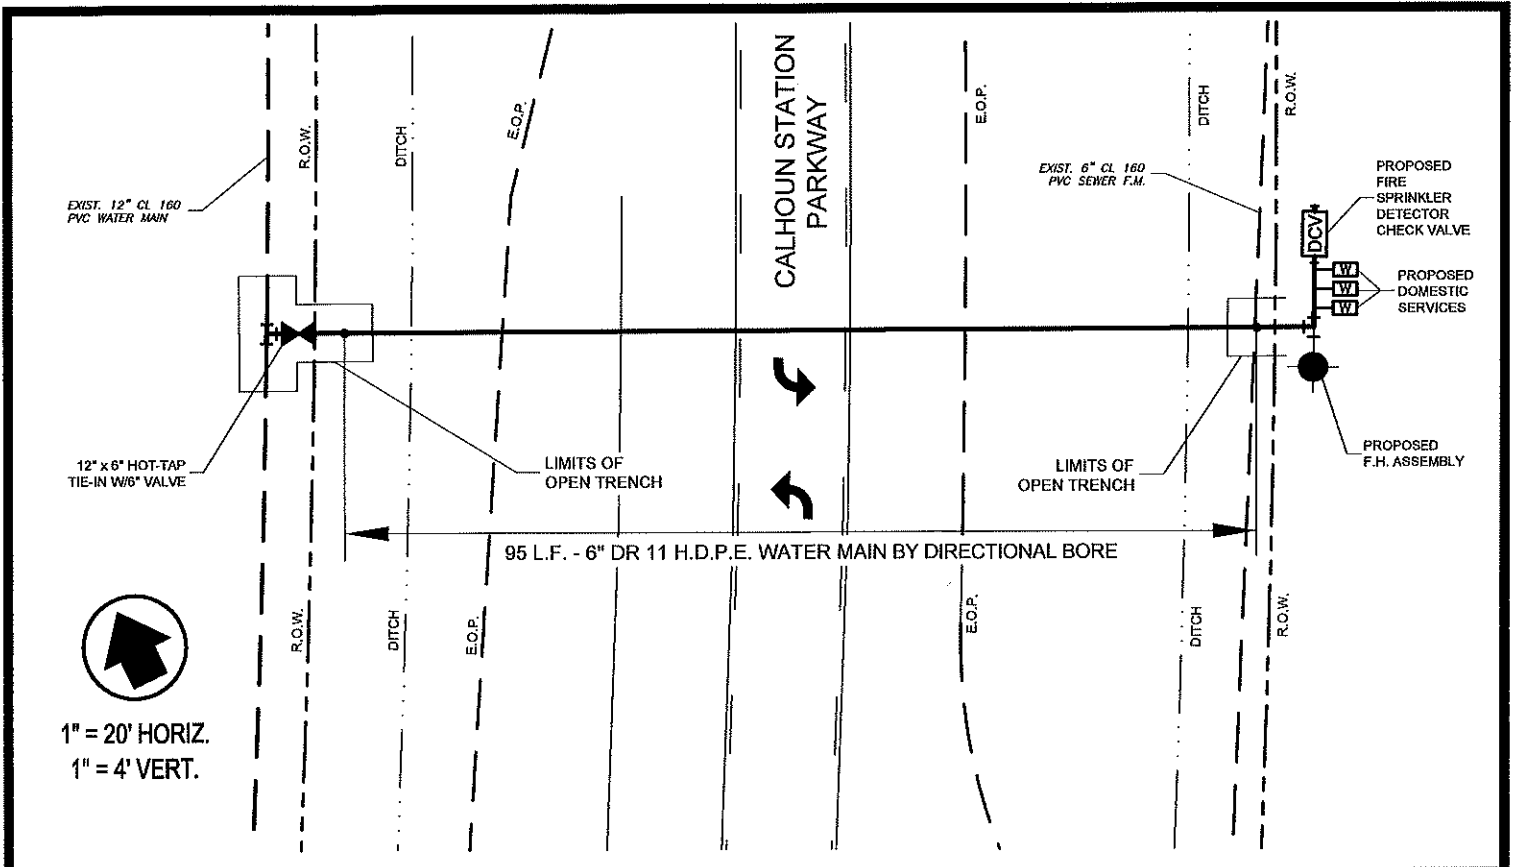 CALHOUN STATION
PARKWAY
R.O.W.
DITCH
E.O.P.
E.O.P.
DITCH
R.O.W.
EXIST. 12" CL 160
PVC WATER MAIN
EXIST. 6" CL 160
PVC SEWER F.M.
PROPOSED
FIRE
SPRINKLER
DETECTOR
CHECK VALVE
DCV
W
W
W
PROPOSED
DOMESTIC
SERVICES
12" x 6" HOT-TAP
TIE-IN W/6" VALVE
LIMITS OF
OPEN TRENCH
LIMITS OF
OPEN TRENCH
PROPOSED
F.H. ASSEMBLY
95 L.F. - 6" DR 11 H.D.P.E. WATER MAIN BY DIRECTIONAL BORE
R.O.W.
DITCH
E.O.P.
E.O.P.
DITCH
R.O.W.
1" = 20' HORIZ.
1" = 4' VERT.